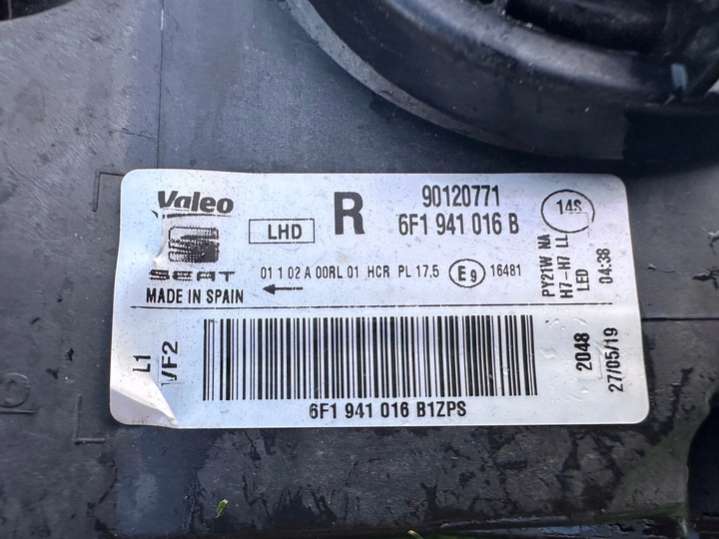 Valeo
SEAT
MADE IN SPAIN
LHD
R
90120771
6F1 941 016 B
01 1 02 A 00RL 01 HCR PL 17.5
E9
16481
14S
PY21W NA
H7-H7 LL
LED
04:38
L1
VF2
6F1 941 016 B1ZPS
2048
27/05/19